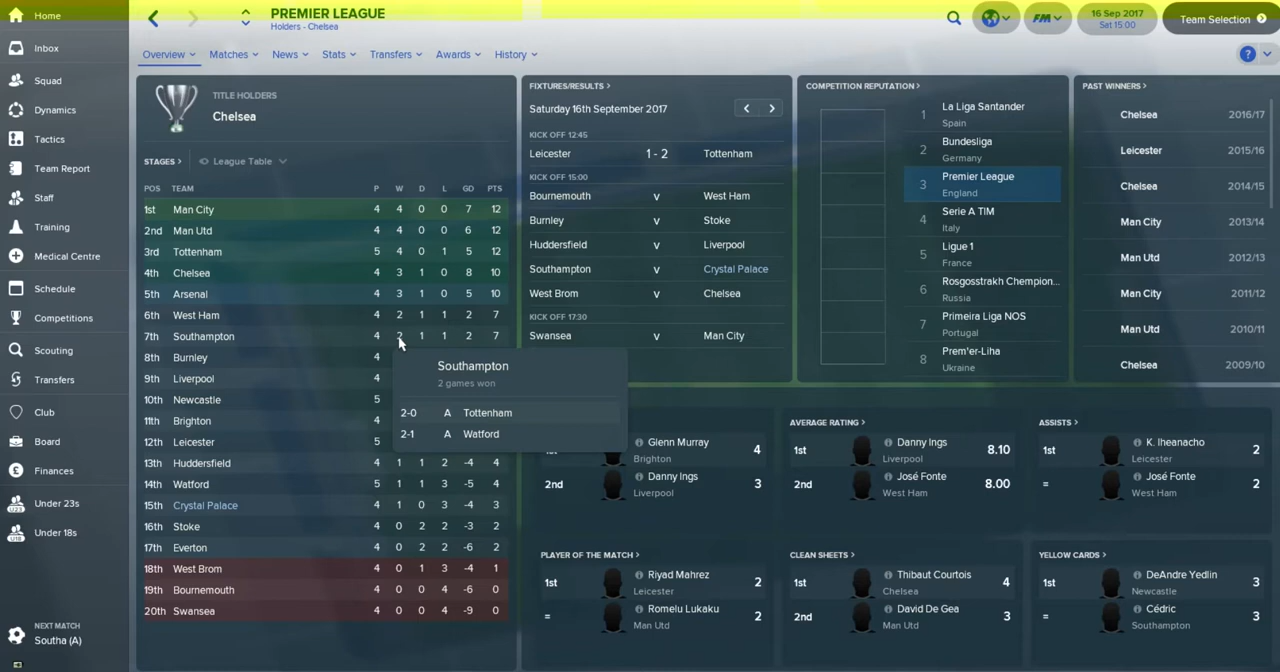 Home
Inbox
Squad
Dynamics
Tactics
Team Report
Staff
Training
Medical Centre
Schedule
Competitions
Scouting
Transfers
Club
Board
Finances
Under 23s
Under 18s
NEXT MATCH
Southa (A)
PREMIER LEAGUE
Holders - Chelsea
FM
16 Sep 2017
Sat 15:00
Team Selection
Overview Matches News Stats Transfers Awards History
?
TITLE HOLDERS
Chelsea
STAGES > League Table
POS TEAM P W D L GD PTS
1st Man City 4 4 0 0 7 12
2nd Man Utd 4 4 0 0 6 12
3rd Tottenham 5 4 0 1 5 12
4th Chelsea 4 3 1 0 8 10
5th Arsenal 4 3 1 0 5 10
6th West Ham 4 2 1 1 2 7
7th Southampton 4 2 1 1 2 7
8th Burnley 4
9th Liverpool 4
10th Newcastle 5
11th Brighton 4
12th Leicester 5
13th Huddersfield 4 1 1 2 -4 4
14th Watford 5 1 1 3 -5 4
15th Crystal Palace 4 1 0 3 -4 3
16th Stoke 4 0 2 2 -3 2
17th Everton 4 0 2 2 -6 2
18th West Brom 4 0 1 3 -4 1
19th Bournemouth 4 0 0 4 -6 0
20th Swansea 4 0 0 4 -9 0
Southampton
2 games won
2-0 A Tottenham
2-1 A Watford
FIXTURES/RESULTS >
Saturday 16th September 2017
KICK OFF 12:45
Leicester 1 - 2 Tottenham
KICK OFF 15:00
Bournemouth v West Ham
Burnley v Stoke
Huddersfield v Liverpool
Southampton v Crystal Palace
West Brom v Chelsea
KICK OFF 17:30
Swansea v Man City
COMPETITION REPUTATION >
1 La Liga Santander
Spain
2 Bundesliga
Germany
3 Premier League
England
4 Serie A TIM
Italy
5 Ligue 1
France
6 Rosgosstrakh Champion...
Russia
7 Primeira Liga NOS
Portugal
8 Prem'er-Liha
Ukraine
PAST WINNERS >
Chelsea 2016/17
Leicester 2015/16
Chelsea 2014/15
Man City 2013/14
Man Utd 2012/13
Man City 2011/12
Man Utd 2010/11
Chelsea 2009/10
Glenn Murray 4
Brighton
2nd Danny Ings 3
Liverpool
AVERAGE RATING >
1st Danny Ings 8.10
Liverpool
2nd José Fonte 8.00
West Ham
ASSISTS >
1st K. Iheanacho 2
Leicester
= José Fonte 2
West Ham
PLAYER OF THE MATCH >
1st Riyad Mahrez 2
Leicester
= Romelu Lukaku 2
Man Utd
CLEAN SHEETS >
1st Thibaut Courtois 4
Chelsea
2nd David De Gea 3
Man Utd
YELLOW CARDS >
1st DeAndre Yedlin 3
Newcastle
= Cédric 3
Southampton